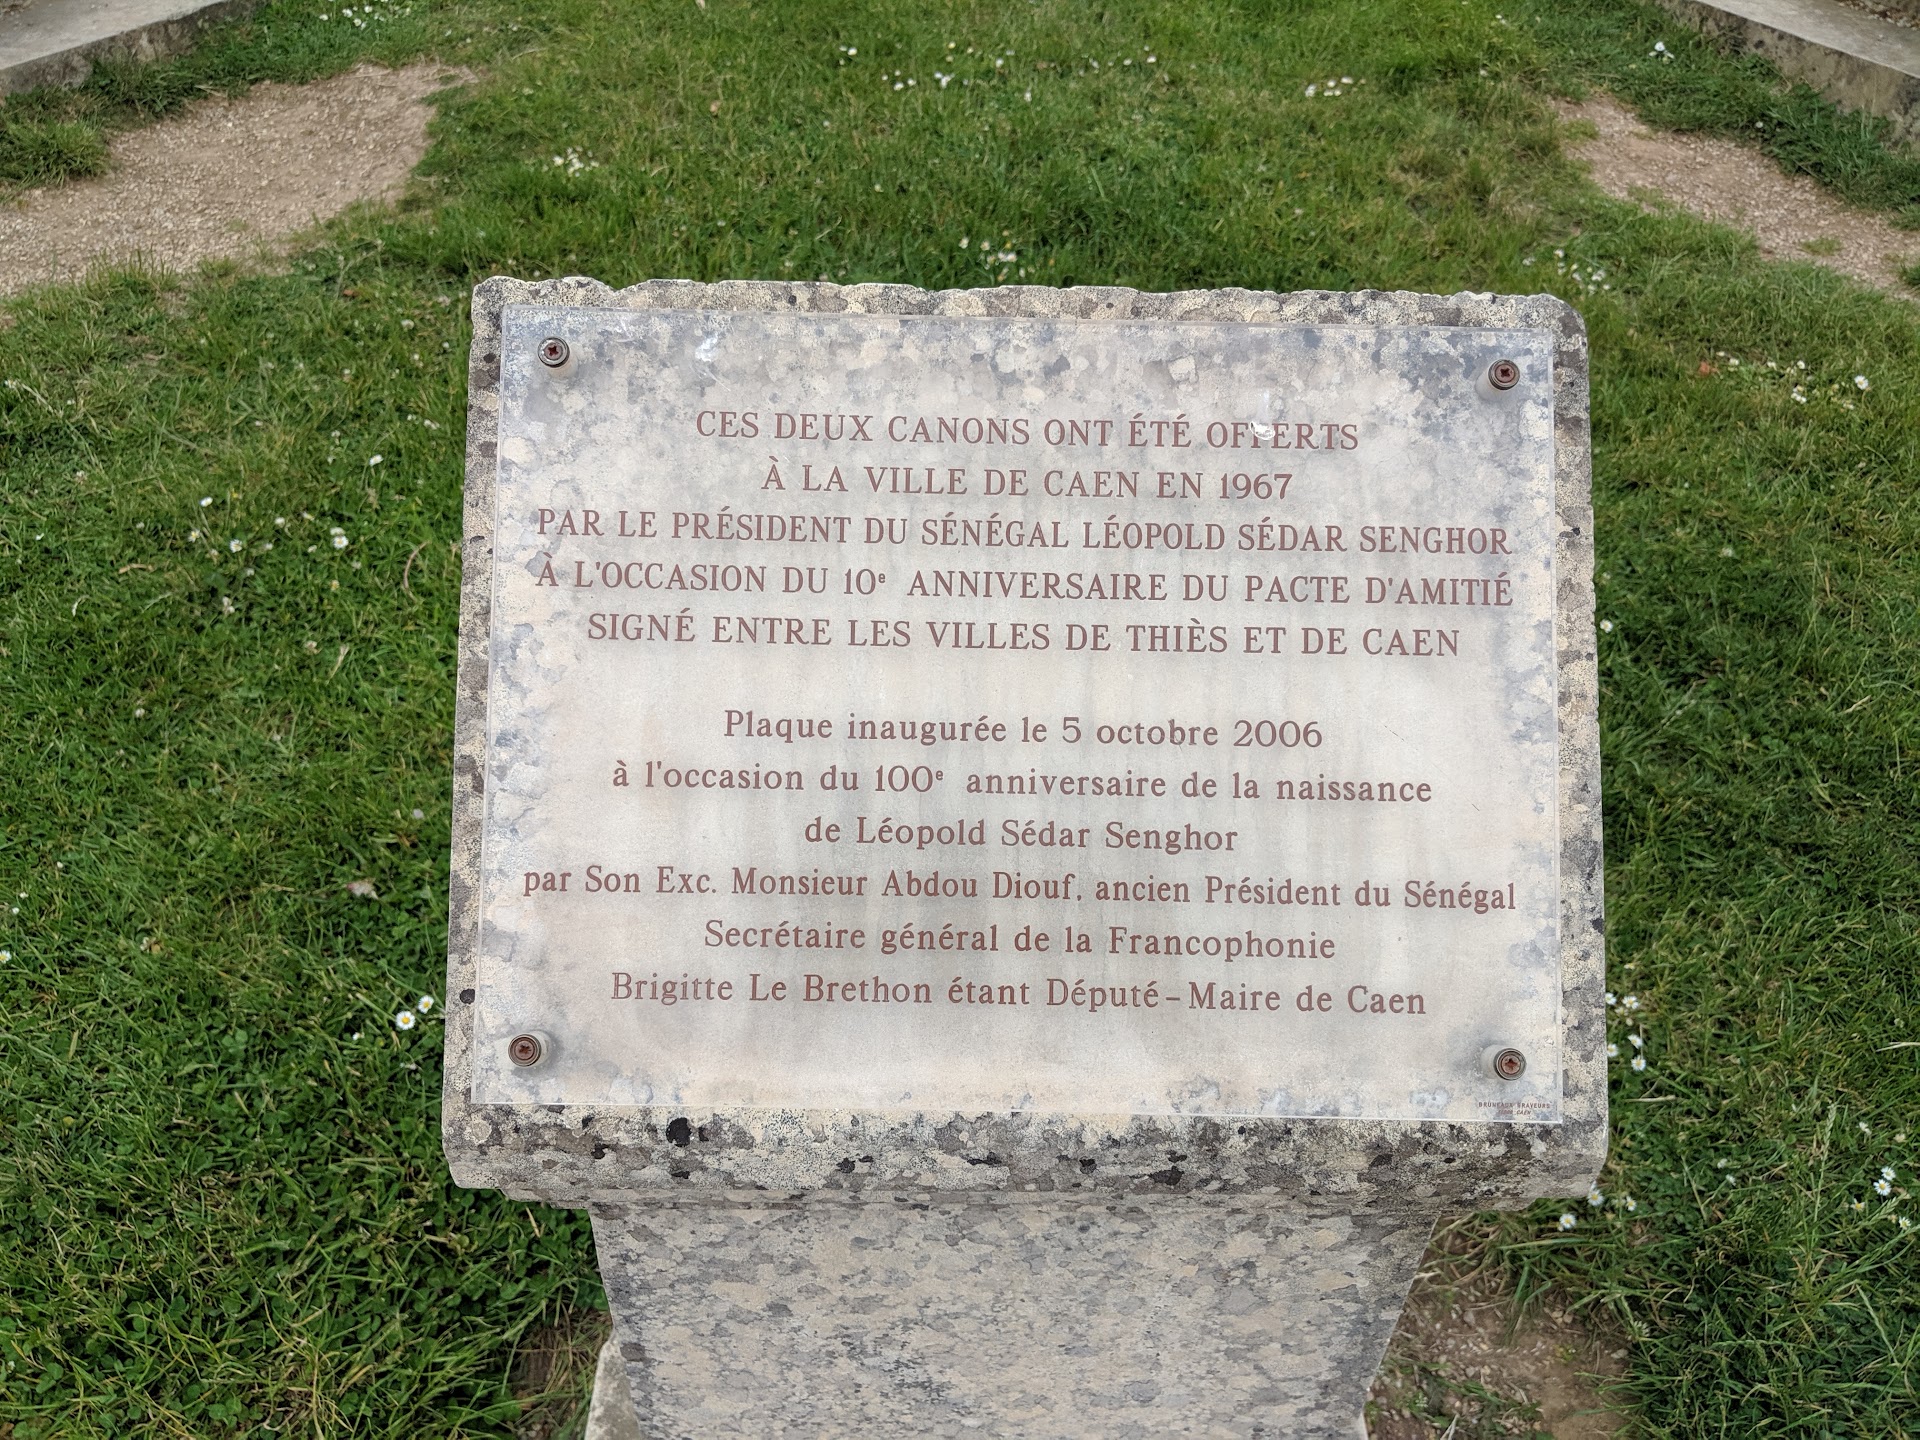 CES DEUX CANONS ONT ÉTÉ OFFERTS
À LA VILLE DE CAEN EN 1967
PAR LE PRÉSIDENT DU SÉNÉGAL LÉOPOLD SÉDAR SENGHOR
À L'OCCASION DU 10e ANNIVERSAIRE DU PACTE D'AMITIÉ
SIGNÉ ENTRE LES VILLES DE THIÈS ET DE CAEN
Plaque inaugurée le 5 octobre 2006
à l'occasion du 100e anniversaire de la naissance
de Léopold Sédar Senghor
par Son Exc. Monsieur Abdou Diouf, ancien Président du Sénégal
Secrétaire général de la Francophonie
Brigitte Le Brethon étant Député-Maire de Caen
GRAVEURS
CAEN